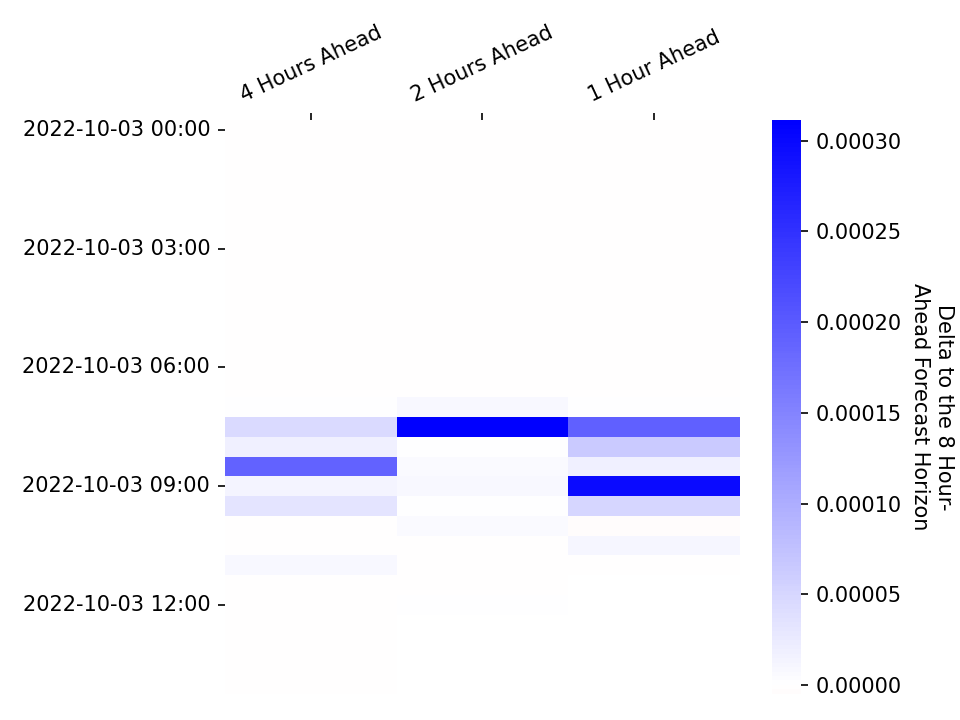 4 Hours Ahead
2 Hours Ahead
1 Hour Ahead
2022-10-03 00:00
2022-10-03 03:00
2022-10-03 06:00
2022-10-03 09:00
2022-10-03 12:00
0.00030
0.00025
0.00020
0.00015
0.00010
0.00005
0.00000
Delta to the 8 Hour-
Ahead Forecast Horizon